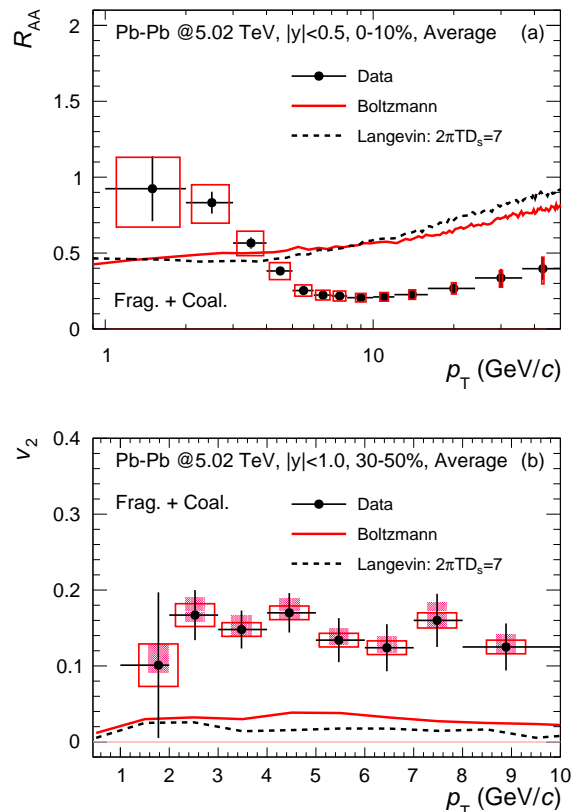 R_AA
Pb-Pb @5.02 TeV, |y|<0.5, 0-10%, Average (a)
2
Data
Boltzmann
1.5
Langevin: 2πTD_s=7
1
0.5
Frag. + Coal.
0
1 10
p_T (GeV/c)
v_2
0.4
Pb-Pb @5.02 TeV, |y|<1.0, 30-50%, Average (b)
Frag. + Coal.
0.3
Data
Boltzmann
Langevin: 2πTD_s=7
0.2
0.1
0
1 2 3 4 5 6 7 8 9 10
p_T (GeV/c)